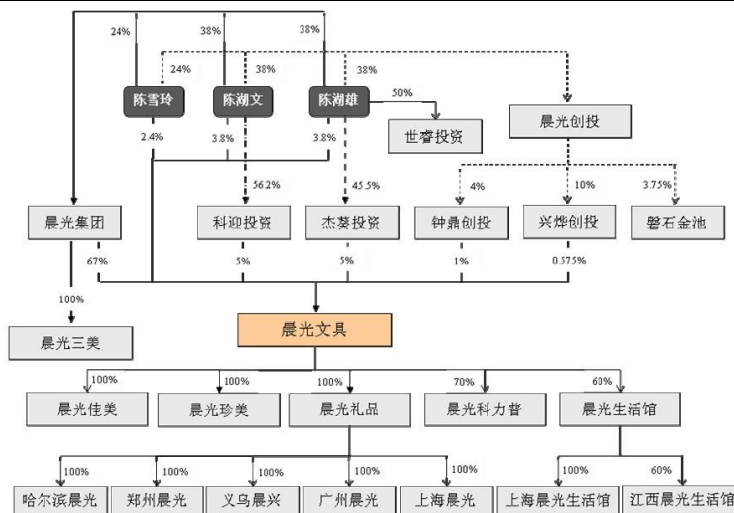 24%
38%
38%
24%
38%
38%
陈雪玲
陈湖文
陈湖雄
50%
世睿投资
晨光创投
2.4%
3.8%
3.8%
56.2%
45.5%
4%
10%
3.75%
晨光集团
科迎投资
杰葵投资
钟鼎创投
兴烨创投
磐石金池
67%
5%
5%
1%
0.575%
100%
晨光三美
晨光文具
100%
100%
100%
70%
60%
晨光佳美
晨光珍美
晨光礼品
晨光科力普
晨光生活馆
100%
100%
100%
100%
100%
100%
60%
哈尔滨晨光
郑州晨光
义乌晨兴
广州晨光
上海晨光
上海晨光生活馆
江西晨光生活馆